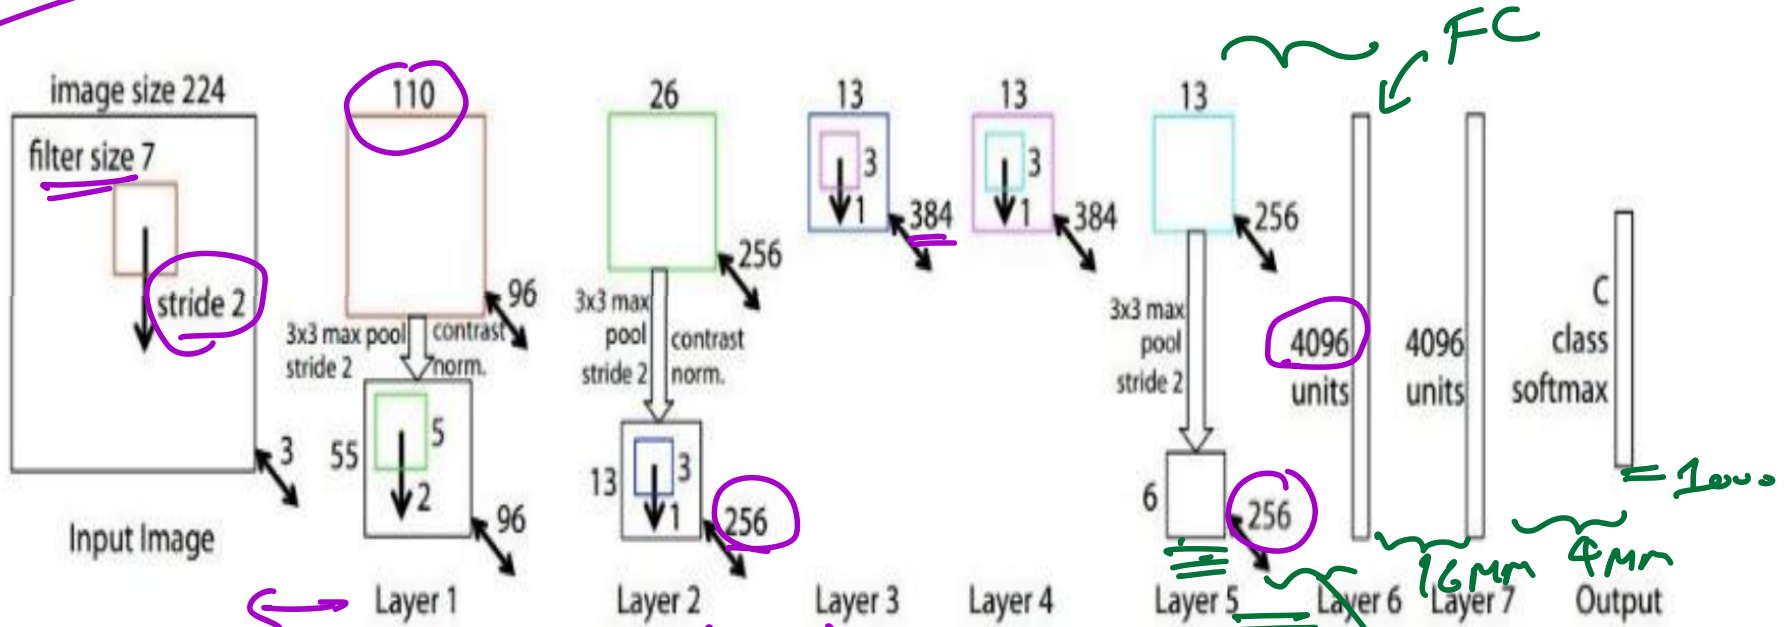 FC
image size 224
110
26
13
13
13
filter size 7
stride 2
3
Input Image
96
3x3 max pool
stride 2
contrast
norm.
55
5
2
96
Layer 1
256
3x3 max
pool
stride 2
contrast
norm.
13
3
1
256
Layer 2
3
1
384
Layer 3
3
1
384
Layer 4
256
3x3 max
pool
stride 2
6
256
Layer 5
4096
units
Layer 6
4096
units
Layer 7
16MM
C
class
softmax
1000
4MM
Output